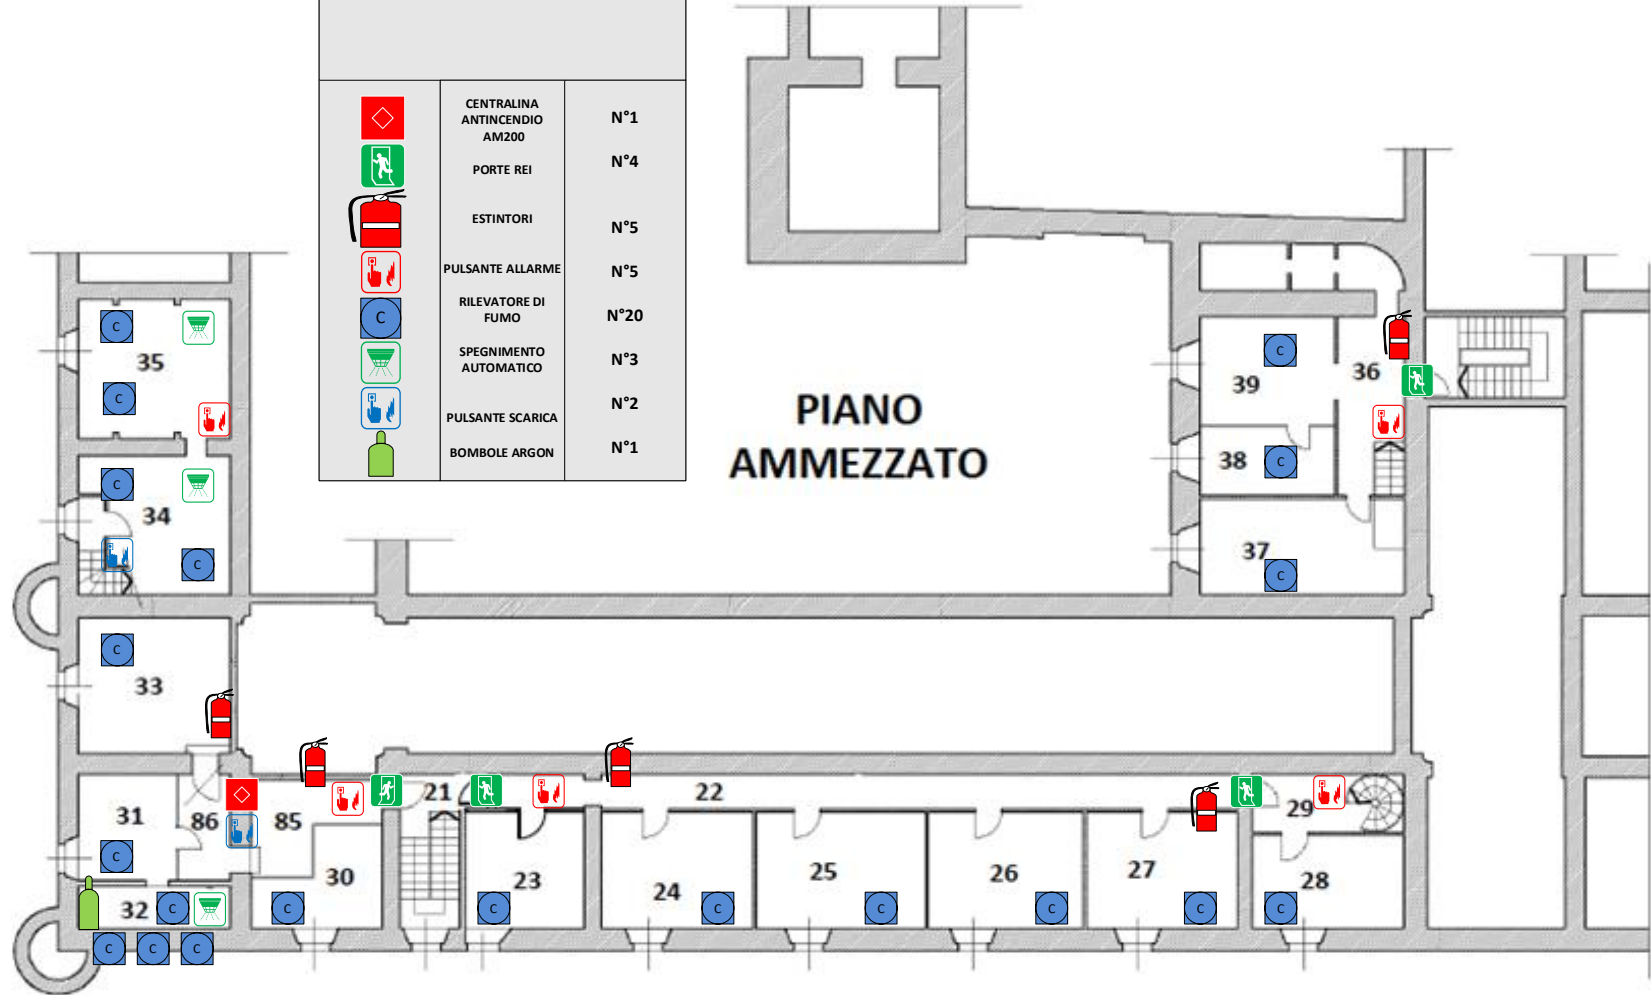 CENTRALINA
ANTINCENDIO
AM200
N°1
PORTE REI
N°4
ESTINTORI
N°5
PULSANTE ALLARME
N°5
RILEVATORE DI
FUMO
N°20
SPEGNIMENTO
AUTOMATICO
N°3
PULSANTE SCARICA
N°2
BOMBOLE ARGON
N°1
C
PIANO
AMMEZZATO
C
35
C
C
34
C
C
39
36
38
C
37
C
C
33
31
86
85
21
22
29
C
30
23
24
25
26
27
28
32
C
C
C
C
C
C
C
C
C
C
C
C